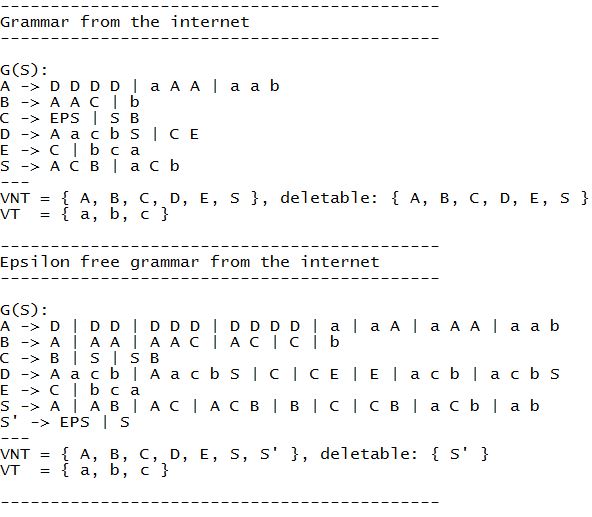 --------------------------------------------
Grammar from the internet
--------------------------------------------
G(S):
A -> D D D D | a A A | a a b
B -> A A C | b
C -> EPS | S B
D -> A a c b S | C E
E -> C | b c a
S -> A C B | a C b
---
VNT = { A, B, C, D, E, S }, deletable: { A, B, C, D, E, S }
VT  = { a, b, c }
--------------------------------------------
Epsilon free grammar from the internet
--------------------------------------------
G(S):
A -> D | D D | D D D | D D D D | a | a A | a A A | a a b
B -> A | A A | A A C | A C | C | b
C -> B | S | S B
D -> A a c b | A a c b S | C | C E | E | a c b | a c b S
E -> C | b c a
S -> A | A B | A C | A C B | B | C | C B | a C b | a b
S' -> EPS | S
---
VNT = { A, B, C, D, E, S, S' }, deletable: { S' }
VT  = { a, b, c }
--------------------------------------------